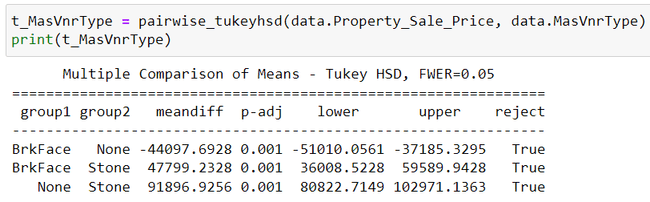 t_MasVnrType = pairwise_tukeyhsd(data.Property_Sale_Price, data.MasVnrType)
print(t_MasVnrType)
Multiple Comparison of Means - Tukey HSD, FWER=0.05
================================================================
group1 group2 meandiff p-adj lower upper reject
----------------------------------------------------------------
BrkFace None -44097.6928 0.001 -51010.0561 -37185.3295 True
BrkFace Stone 47799.2328 0.001 36008.5228 59589.9428 True
None Stone 91896.9256 0.001 80822.7149 102971.1363 True